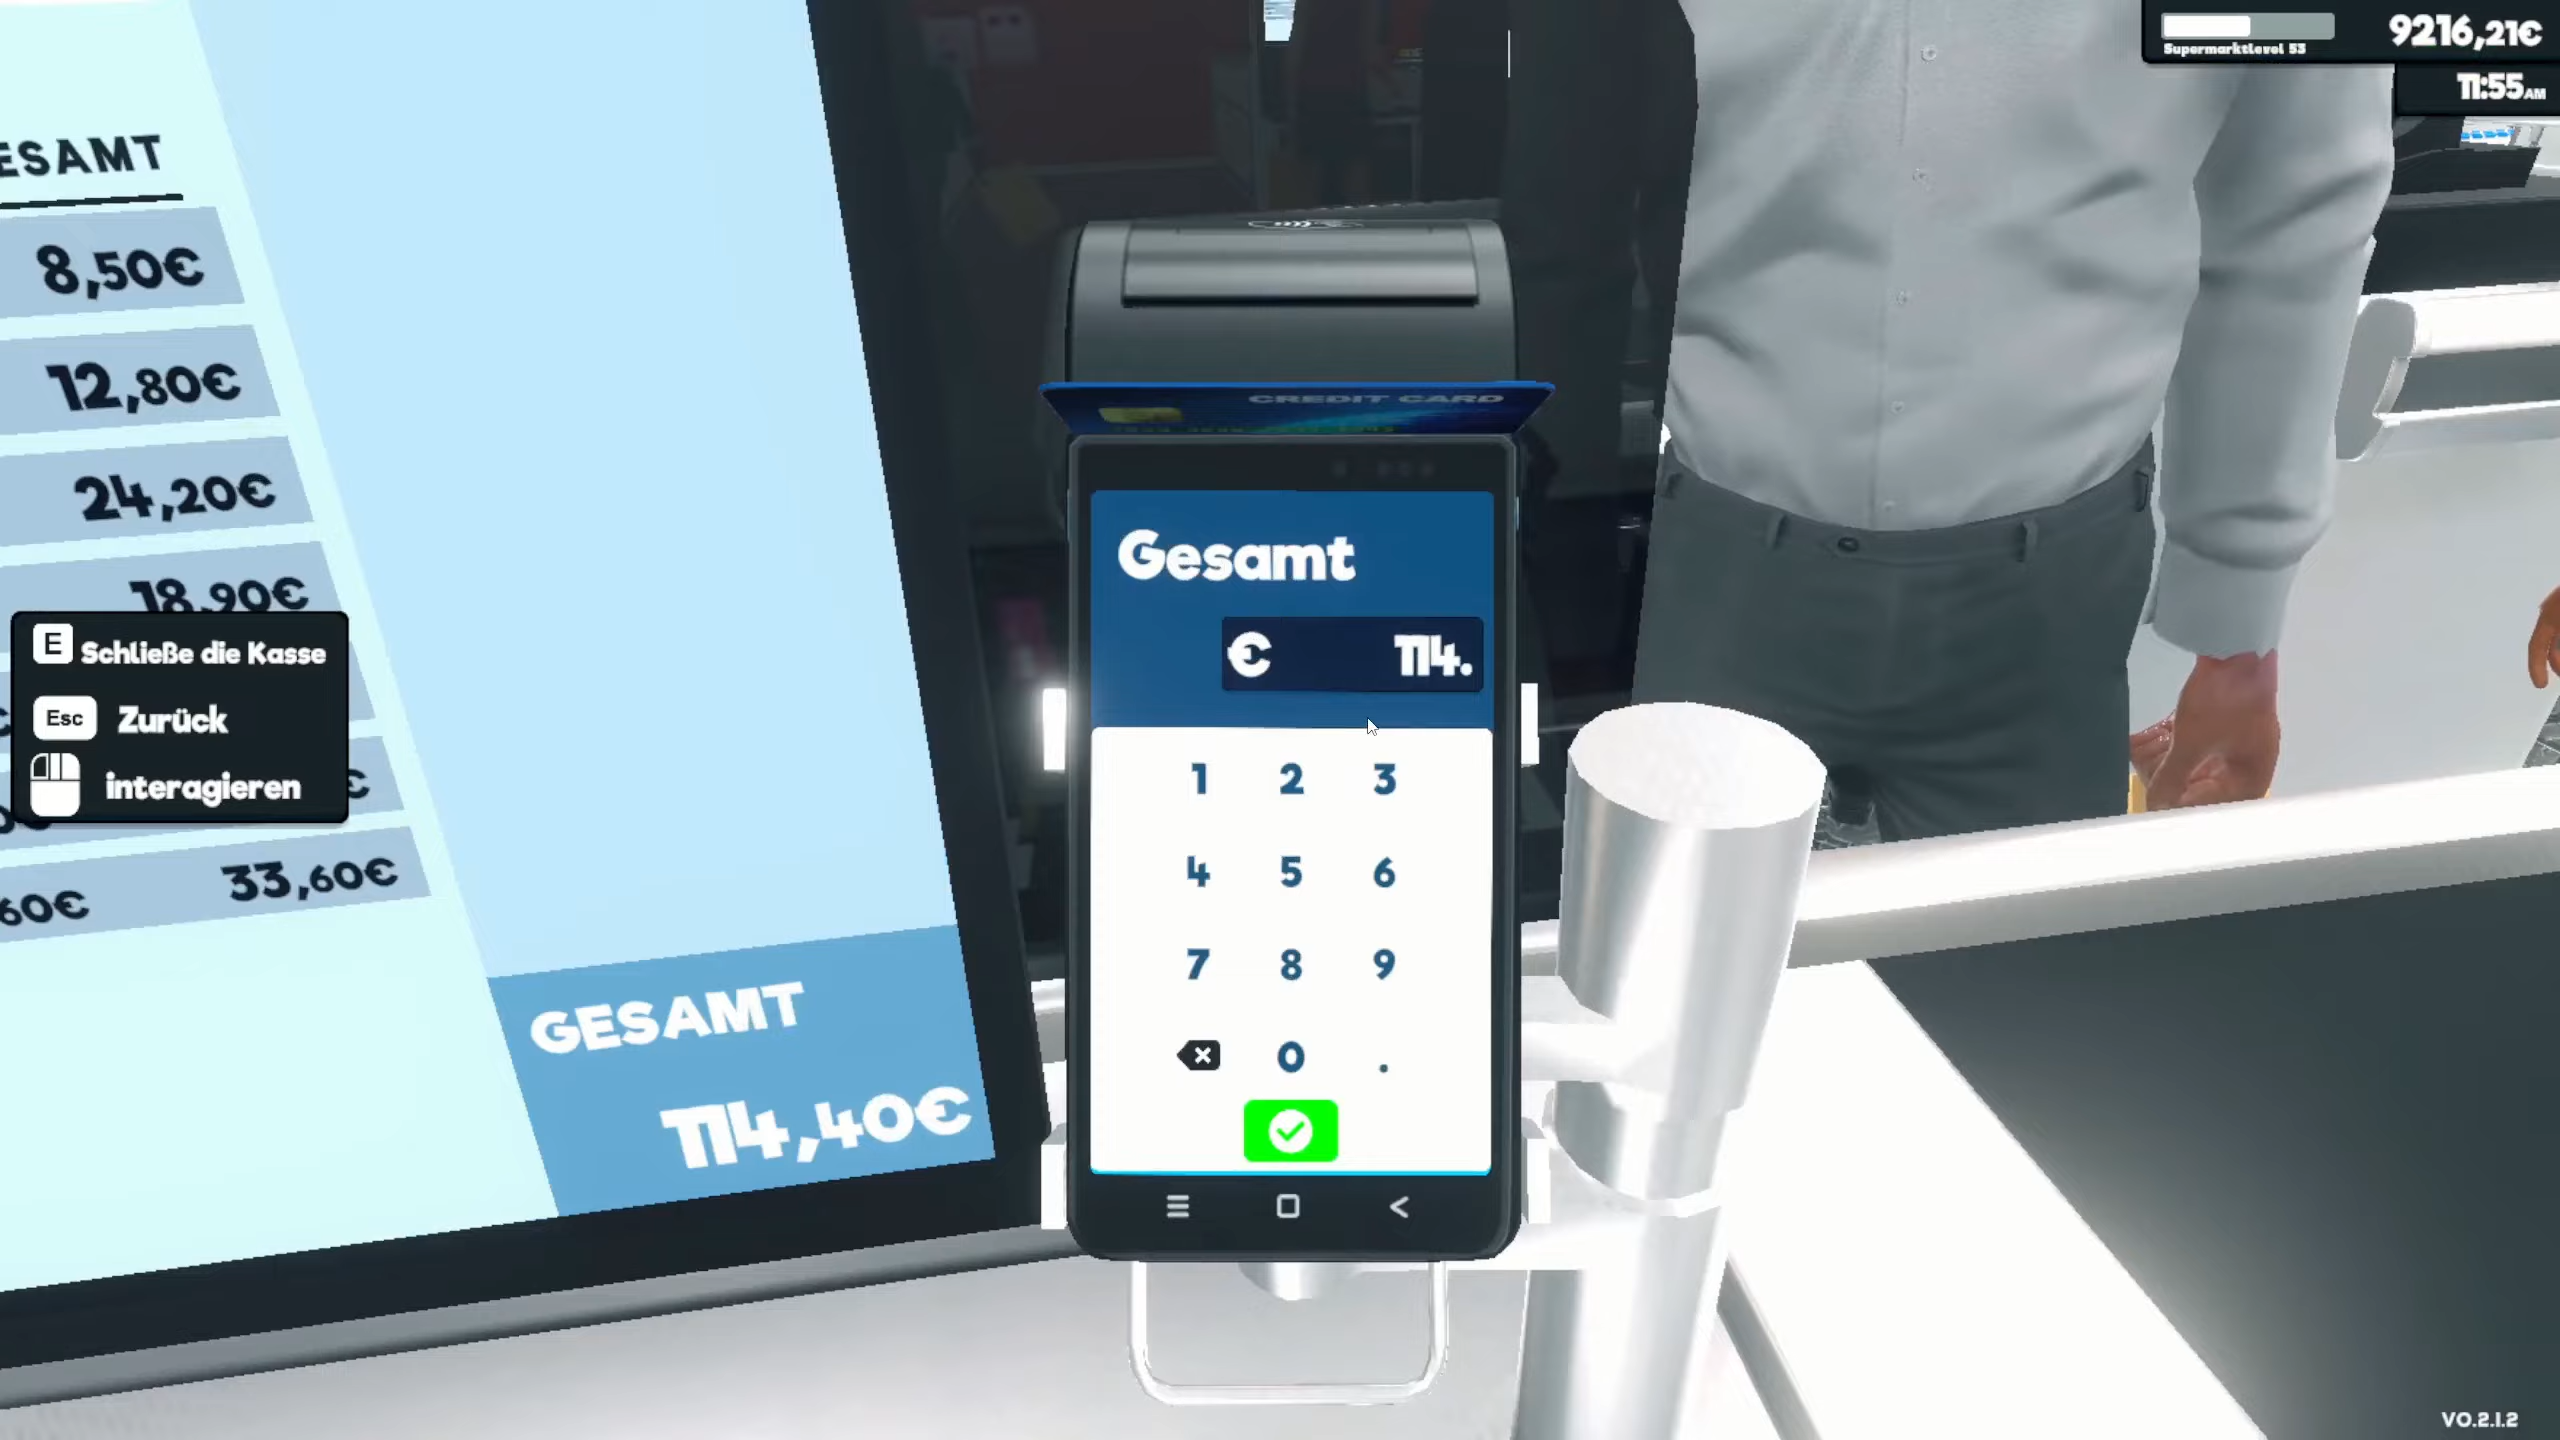 Supermarktlevel 53
9216,21€
11:55AM
ESAMT
8,50€
12,80€
24,20€
18,90€
E Schließe die Kasse
Esc Zurück
interagieren
€
60€ 33,60€
GESAMT
114,40€
CREDIT CARD
Gesamt
€ 114.
1 2 3
4 5 6
7 8 9
0 .
V0.2.1.2